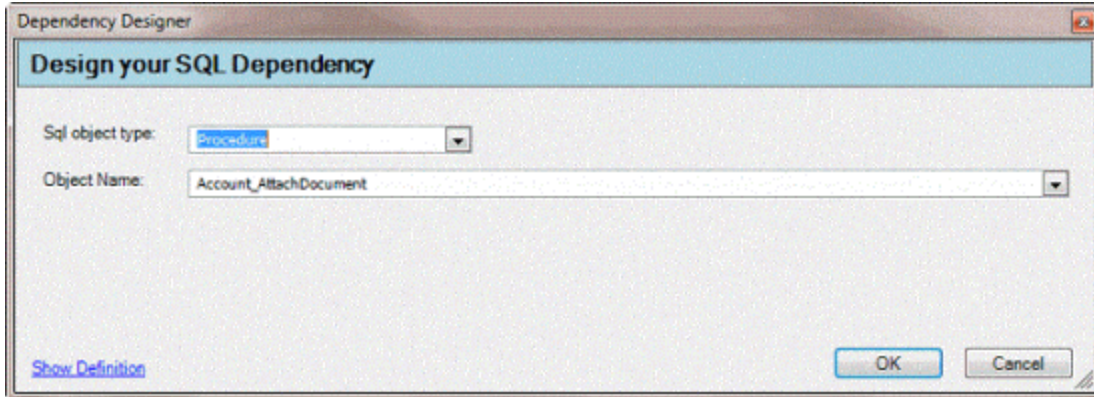 Dependency Designer
Design your SQL Dependency
Sql object type:
Procedure
Object Name:
Account_AttachDocument
Show Definition
OK
Cancel